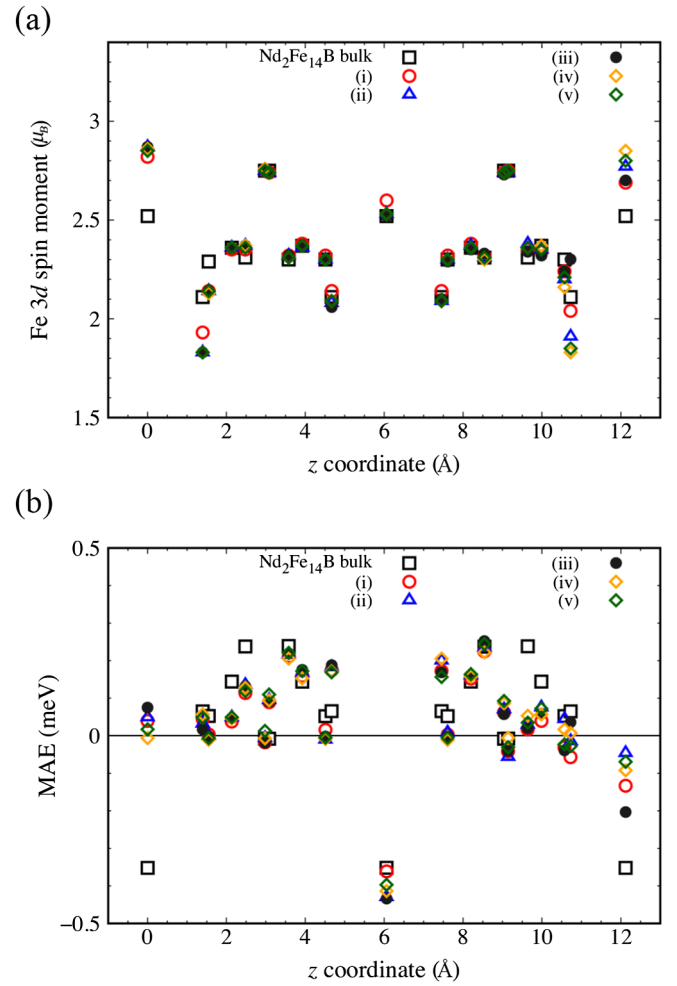 (a)
Nd2Fe14B bulk
(i)
(ii)
(iii)
(iv)
(v)
Fe 3d spin moment (μB)
3
2.5
2
1.5
0 2 4 6 8 10 12
z coordinate (Å)
(b)
0.5
Nd2Fe14B bulk
(i)
(ii)
(iii)
(iv)
(v)
MAE (meV)
0
−0.5
0 2 4 6 8 10 12
z coordinate (Å)